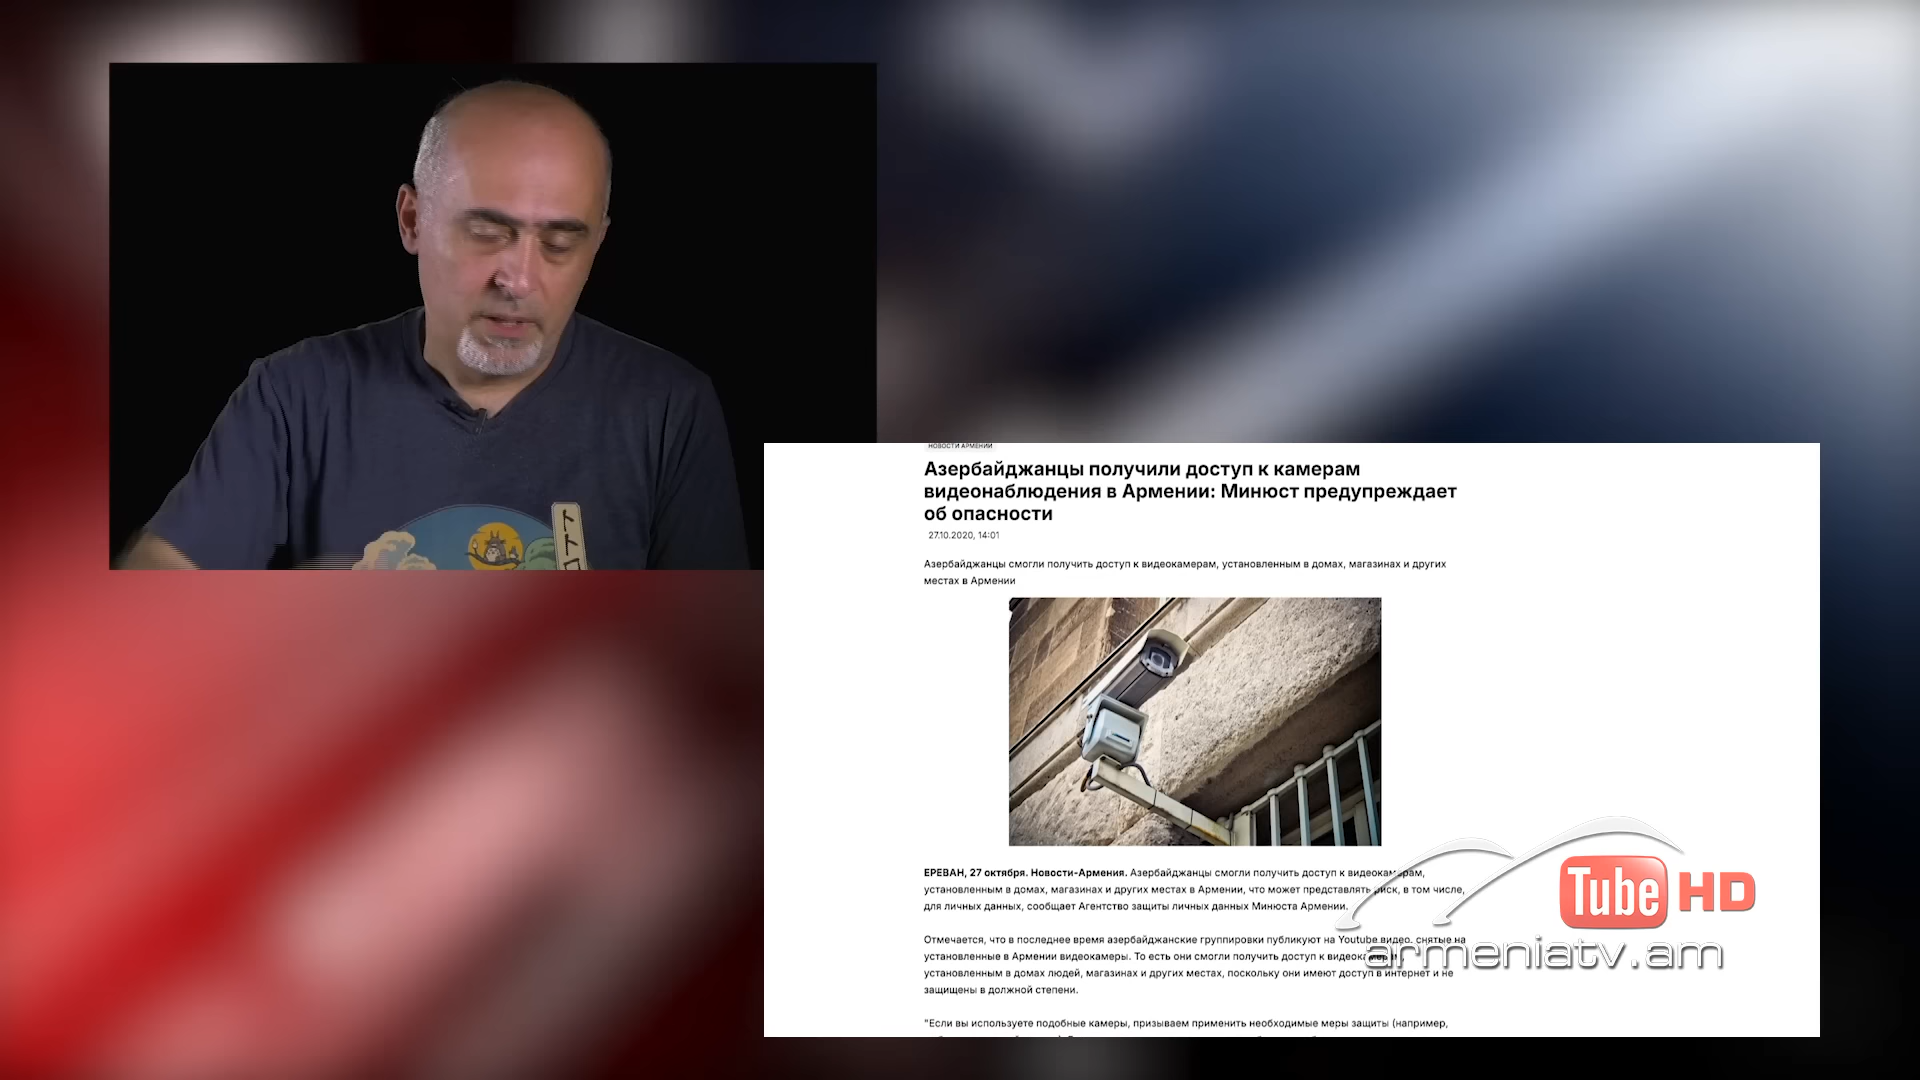 НОВОСТИ АРМЕНИИ
Азербайджанцы получили доступ к камерам
видеонаблюдения в Армении: Минюст предупреждает
об опасности
27.10.2020, 14:01
Азербайджанцы смогли получить доступ к видеокамерам, установленным в домах, магазинах и других
местах в Армении
ЕРЕВАН, 27 октября. Новости-Армения. Азербайджанцы смогли получить доступ к видеокамерам,
установленным в домах, магазинах и других местах в Армении, что может представлять риск, в том числе,
для личных данных, сообщает Агентство защиты личных данных Минюста Армении.
Отмечается, что в последнее время азербайджанские группировки публикуют на Youtube видео, снятые на
установленные в Армении видеокамеры. То есть они смогли получить доступ к видеокамерам,
установленным в домах людей, магазинах и других местах, поскольку они имеют доступ в интернет и не
защищены в должной степени.
"Если вы используете подобные камеры, призываем применить необходимые меры защиты (например,
Tube HD
armeniatv.am